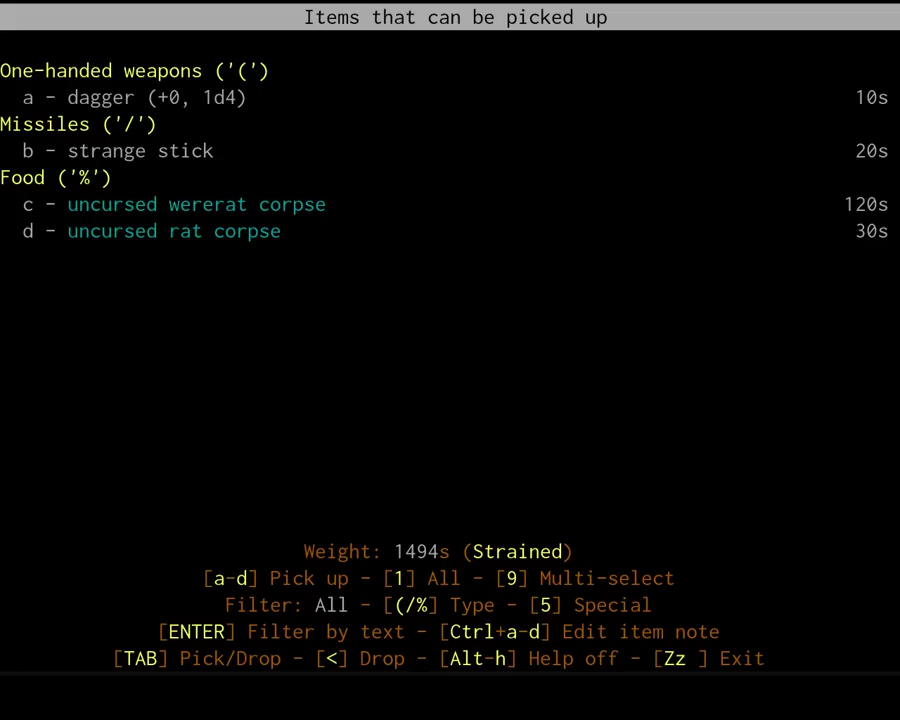 Items that can be picked up
One-handed weapons ('(')
a - dagger (+0, 1d4) 10s
Missiles ('/')
b - strange stick 20s
Food ('%')
c - uncursed wererat corpse 120s
d - uncursed rat corpse 30s
Weight: 1494s (Strained)
[a-d] Pick up - [1] All - [9] Multi-select
Filter: All - [(/%] Type - [5] Special
[ENTER] Filter by text - [Ctrl+a-d] Edit item note
[TAB] Pick/Drop - [<] Drop - [Alt-h] Help off - [Zz ] Exit